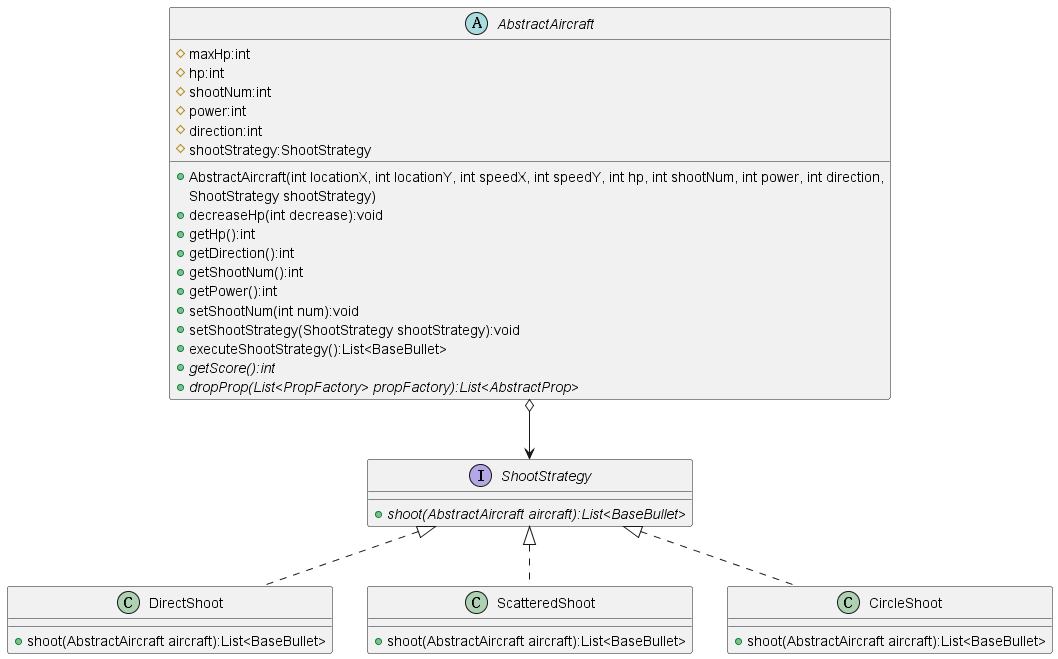 A AbstractAircraft
maxHp:int
hp:int
shootNum:int
power:int
direction:int
shootStrategy:ShootStrategy
AbstractAircraft(int locationX, int locationY, int speedX, int speedY, int hp, int shootNum, int power, int direction,
ShootStrategy shootStrategy)
decreaseHp(int decrease):void
getHp():int
getDirection():int
getShootNum():int
getPower():int
setShootNum(int num):void
setShootStrategy(ShootStrategy shootStrategy):void
executeShootStrategy():List<BaseBullet>
getScore():int
dropProp(List<PropFactory> propFactory):List<AbstractProp>
I ShootStrategy
shoot(AbstractAircraft aircraft):List<BaseBullet>
C DirectShoot
shoot(AbstractAircraft aircraft):List<BaseBullet>
C ScatteredShoot
shoot(AbstractAircraft aircraft):List<BaseBullet>
C CircleShoot
shoot(AbstractAircraft aircraft):List<BaseBullet>